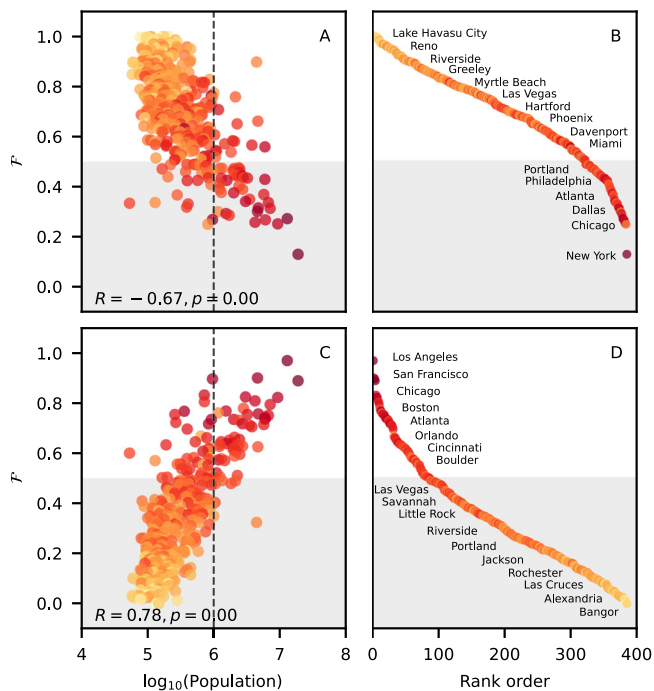 A
B
1.0
0.8
0.6
0.4
0.2
0.0
ℱ
R = −0.67, p = 0.00
Lake Havasu City
Reno
Riverside
Greeley
Myrtle Beach
Las Vegas
Hartford
Phoenix
Davenport
Miami
Portland
Philadelphia
Atlanta
Dallas
Chicago
New York
C
D
1.0
0.8
0.6
0.4
0.2
0.0
ℱ
R = 0.78, p = 0.00
Los Angeles
San Francisco
Chicago
Boston
Atlanta
Orlando
Cincinnati
Boulder
Las Vegas
Savannah
Little Rock
Riverside
Portland
Jackson
Rochester
Las Cruces
Alexandria
Bangor
4 5 6 7 8
0 100 200 300 400
log₁₀(Population)
Rank order